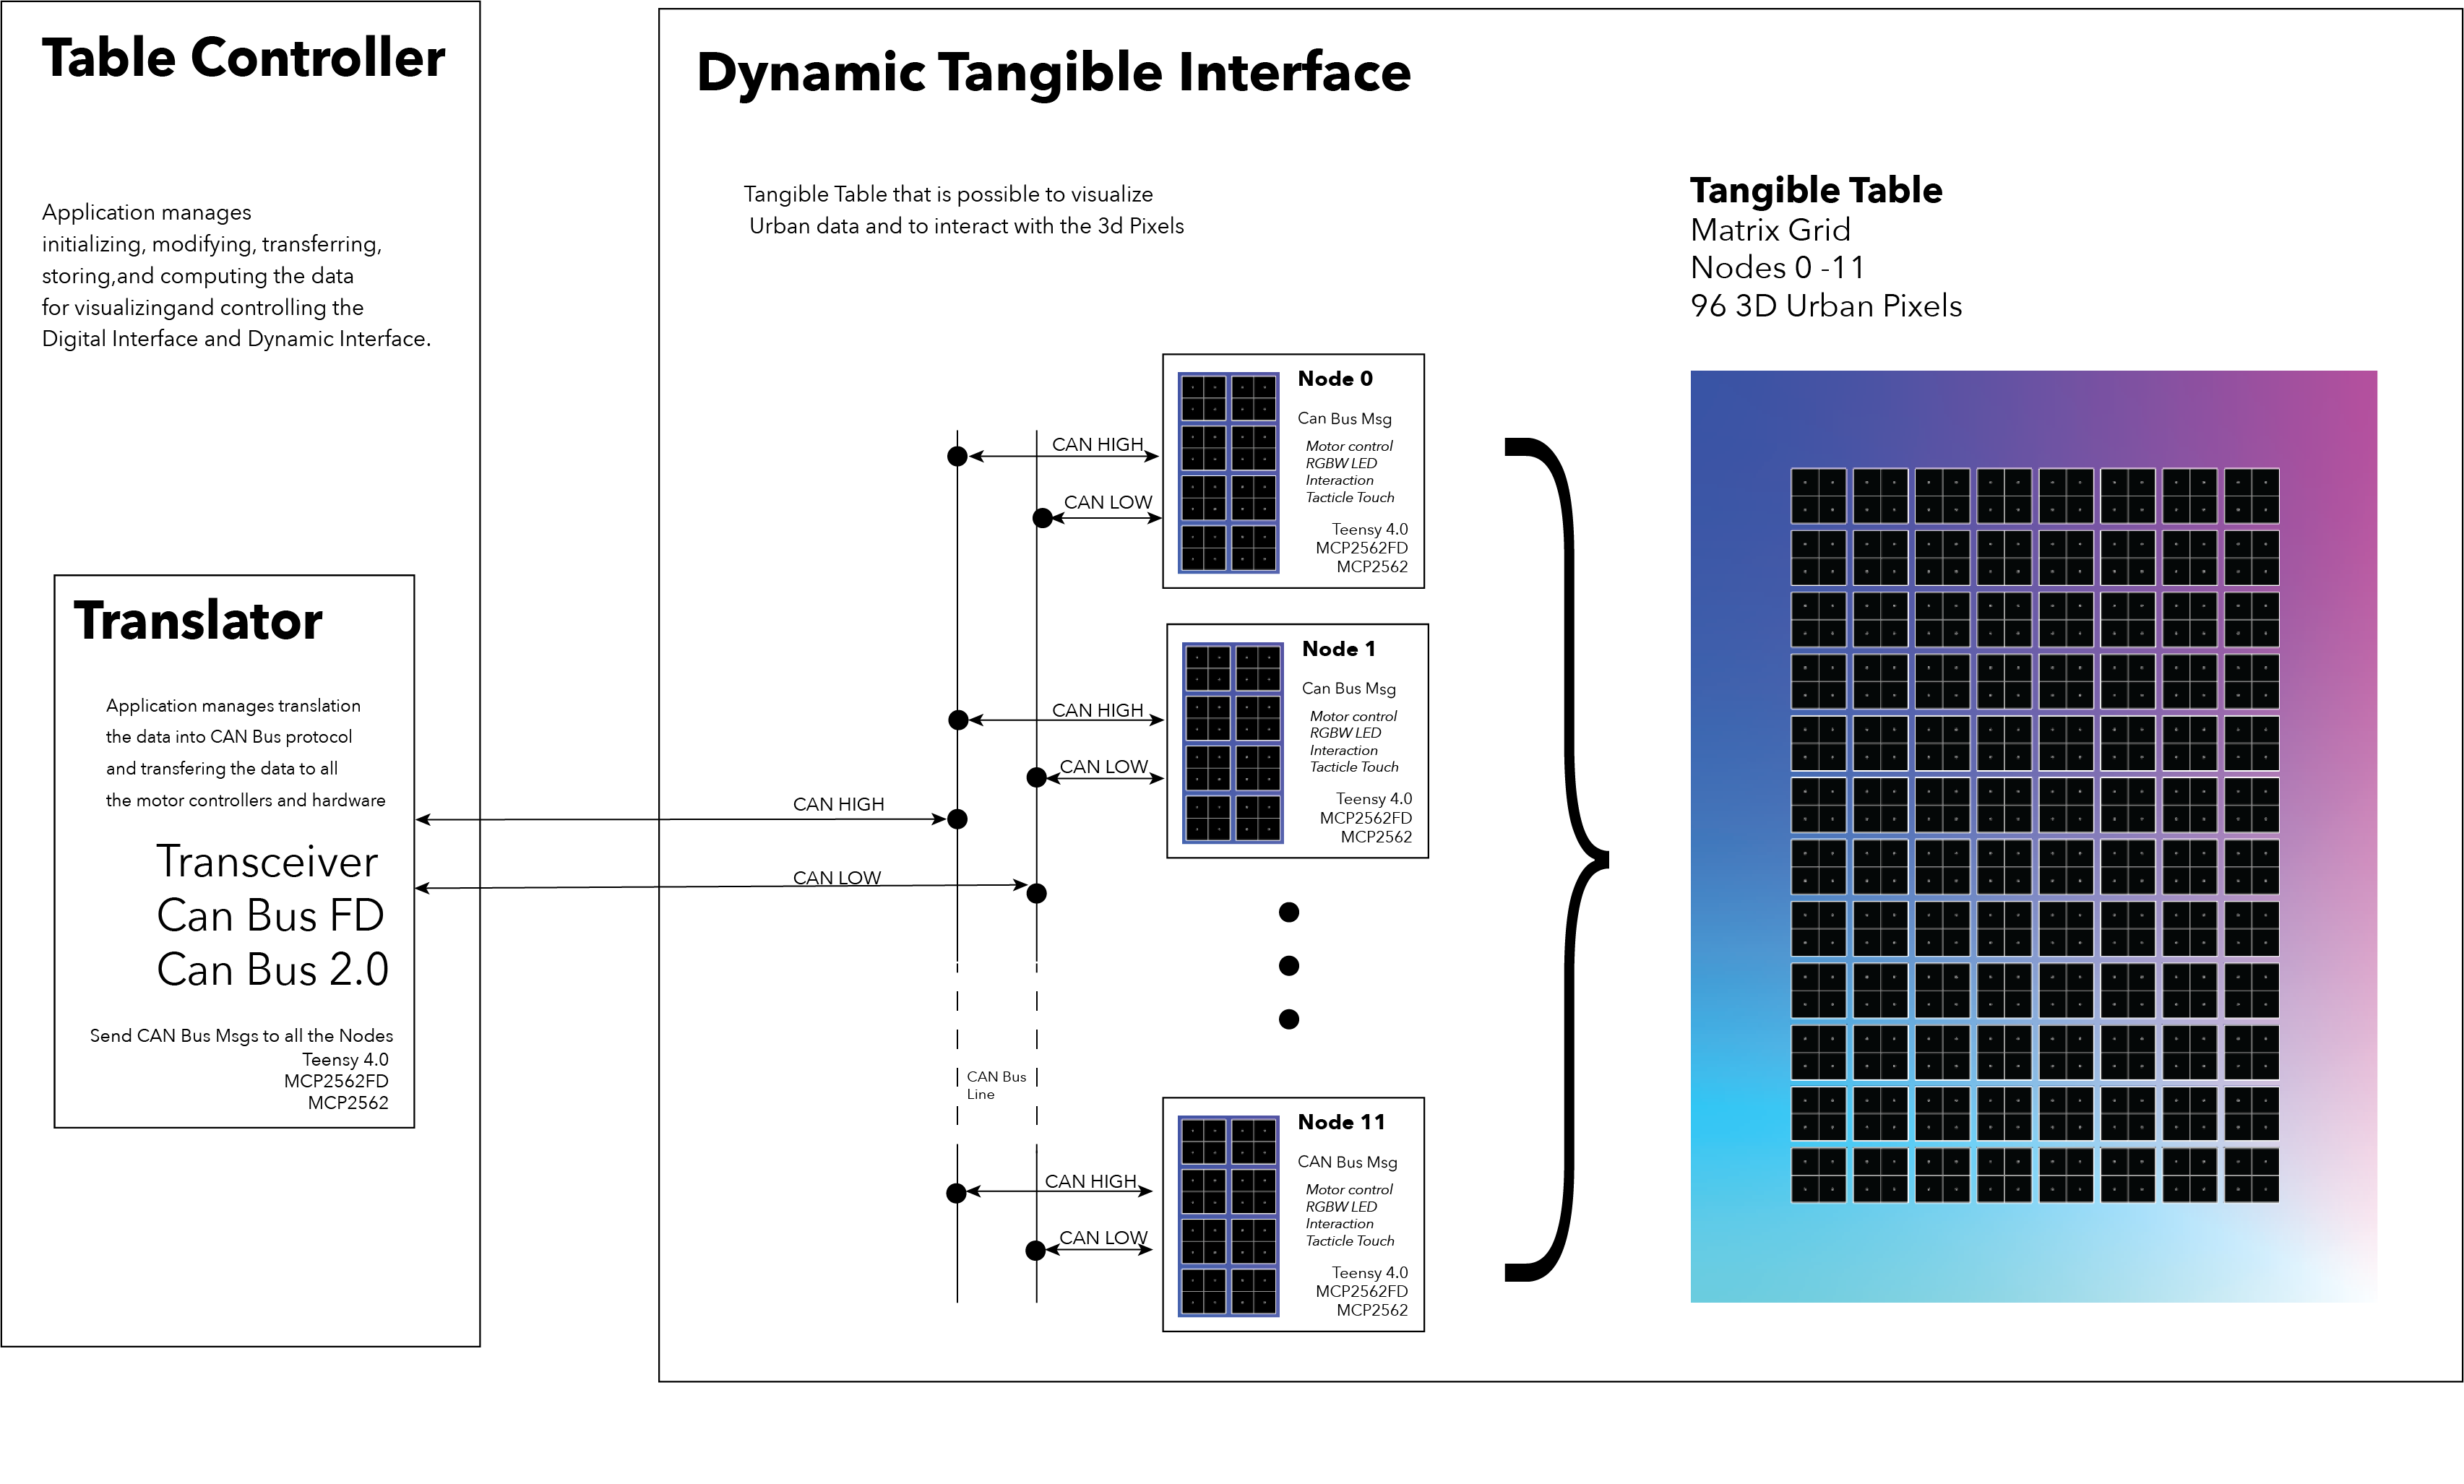 Table Controller
Application manages
initializing, modifying, transferring,
storing,and computing the data
for visualizingand controlling the
Digital Interface and Dynamic Interface.
Translator
Application manages translation
the data into CAN Bus protocol
and transfering the data to all
the motor controllers and hardware
Transceiver
Can Bus FD
Can Bus 2.0
Send CAN Bus Msgs to all the Nodes
Teensy 4.0
MCP2562FD
MCP2562
Dynamic Tangible Interface
Tangible Table that is possible to visualize
Urban data and to interact with the 3d Pixels
CAN HIGH
CAN LOW
CAN HIGH
CAN LOW
CAN HIGH
CAN LOW
CAN Bus
Line
CAN HIGH
CAN LOW
Node 0
Can Bus Msg
Motor control
RGBW LED
Interaction
Tacticle Touch
Teensy 4.0
MCP2562FD
MCP2562
Node 1
Can Bus Msg
Motor control
RGBW LED
Interaction
Tacticle Touch
Teensy 4.0
MCP2562FD
MCP2562
Node 11
CAN Bus Msg
Motor control
RGBW LED
Interaction
Tacticle Touch
Teensy 4.0
MCP2562FD
MCP2562
Tangible Table
Matrix Grid
Nodes 0 -11
96 3D Urban Pixels